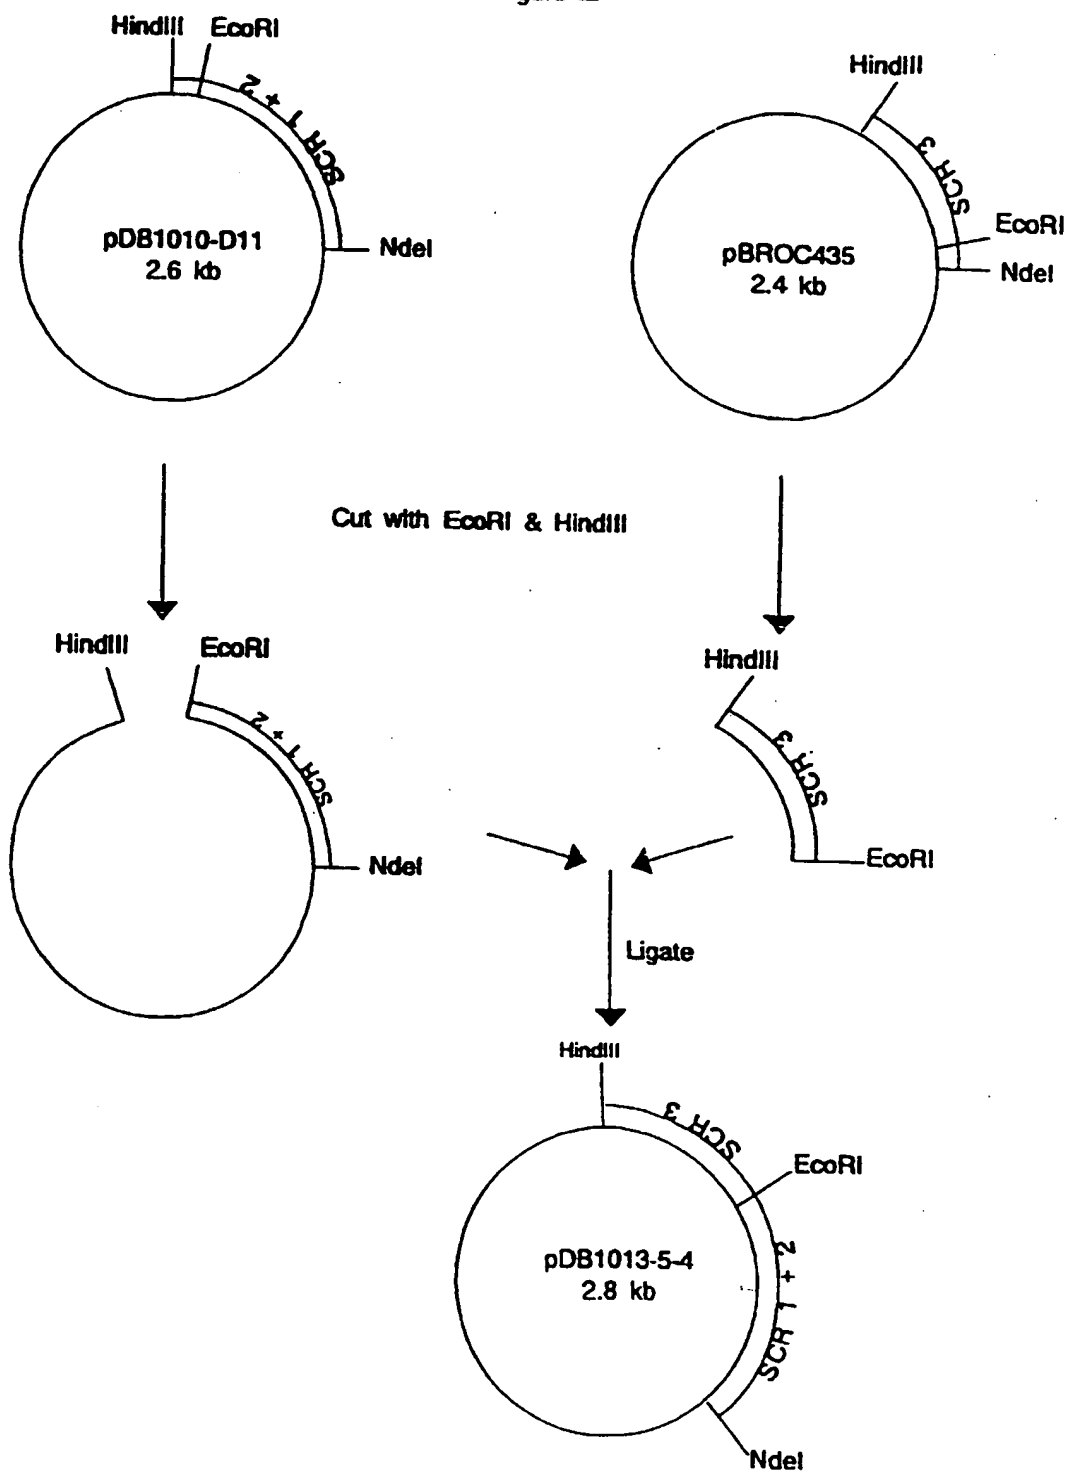 HindIII EcoRI
SCR 1 + 2
NdeI
pDB1010-D11
2.6 kb
HindIII
SCR 3
EcoRI
NdeI
pBROC435
2.4 kb
Cut with EcoRI & HindIII
HindIII EcoRI
SCR 1 + 2
NdeI
HindIII
SCR 3
EcoRI
Ligate
HindIII
SCR 3
EcoRI
SCR 1 + 2
pDB1013-5-4
2.8 kb
NdeI